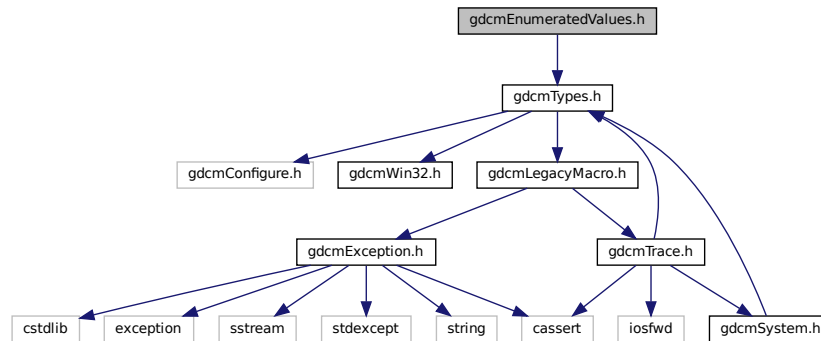 gdcmEnumeratedValues.h
gdcmTypes.h
gdcmConfigure.h
gdcmWin32.h
gdcmLegacyMacro.h
gdcmException.h
gdcmTrace.h
cstdlib
exception
sstream
stdexcept
string
cassert
iosfwd
gdcmSystem.h